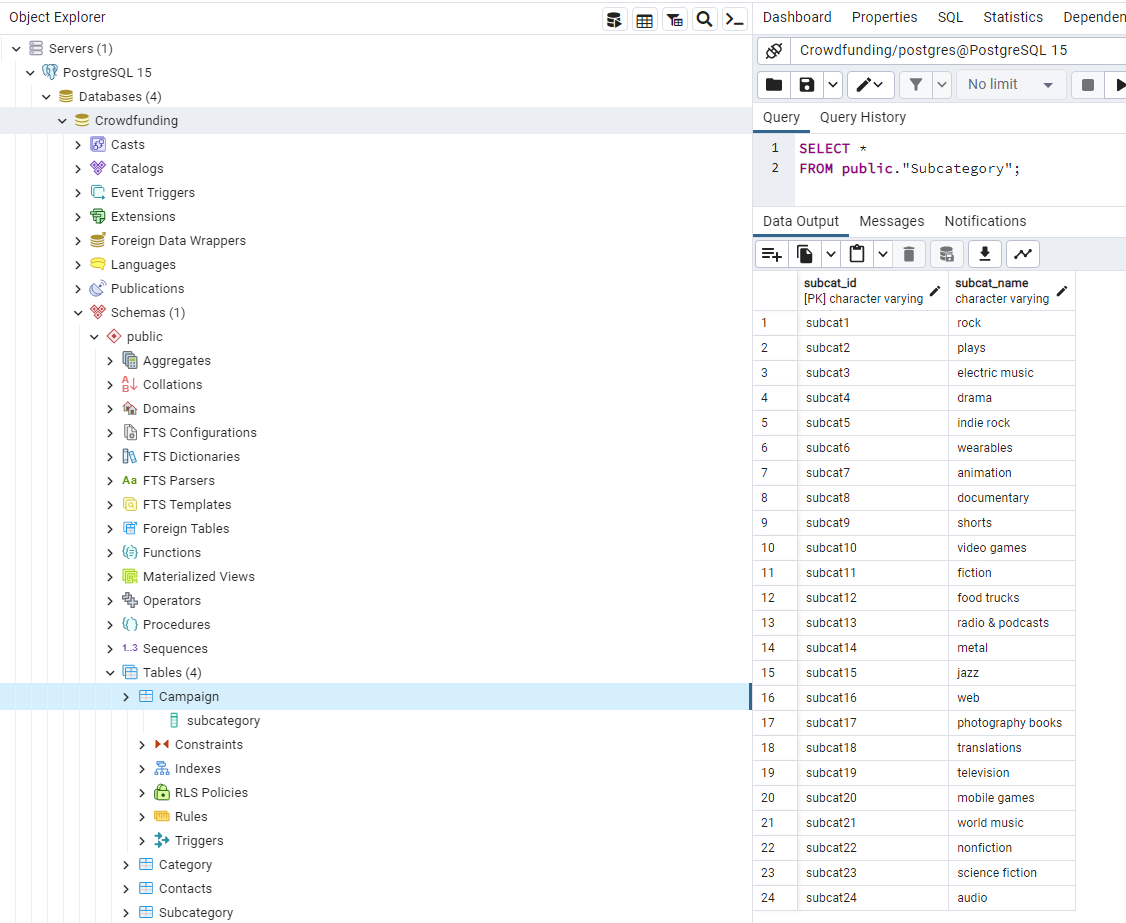 Object Explorer
Servers (1)
PostgreSQL 15
Databases (4)
Crowdfunding
Casts
Catalogs
Event Triggers
Extensions
Foreign Data Wrappers
Languages
Publications
Schemas (1)
public
Aggregates
Collations
Domains
FTS Configurations
FTS Dictionaries
Aa FTS Parsers
FTS Templates
Foreign Tables
Functions
Materialized Views
Operators
Procedures
1..3 Sequences
Tables (4)
Campaign
subcategory
Constraints
Indexes
RLS Policies
Rules
Triggers
Category
Contacts
Subcategory
Dashboard Properties SQL Statistics Dependen
Crowdfunding/postgres@PostgreSQL 15
No limit
Query Query History
1 SELECT *
2 FROM public."Subcategory";
Data Output Messages Notifications
subcat_id subcat_name
[PK] character varying character varying
1 subcat1 rock
2 subcat2 plays
3 subcat3 electric music
4 subcat4 drama
5 subcat5 indie rock
6 subcat6 wearables
7 subcat7 animation
8 subcat8 documentary
9 subcat9 shorts
10 subcat10 video games
11 subcat11 fiction
12 subcat12 food trucks
13 subcat13 radio & podcasts
14 subcat14 metal
15 subcat15 jazz
16 subcat16 web
17 subcat17 photography books
18 subcat18 translations
19 subcat19 television
20 subcat20 mobile games
21 subcat21 world music
22 subcat22 nonfiction
23 subcat23 science fiction
24 subcat24 audio